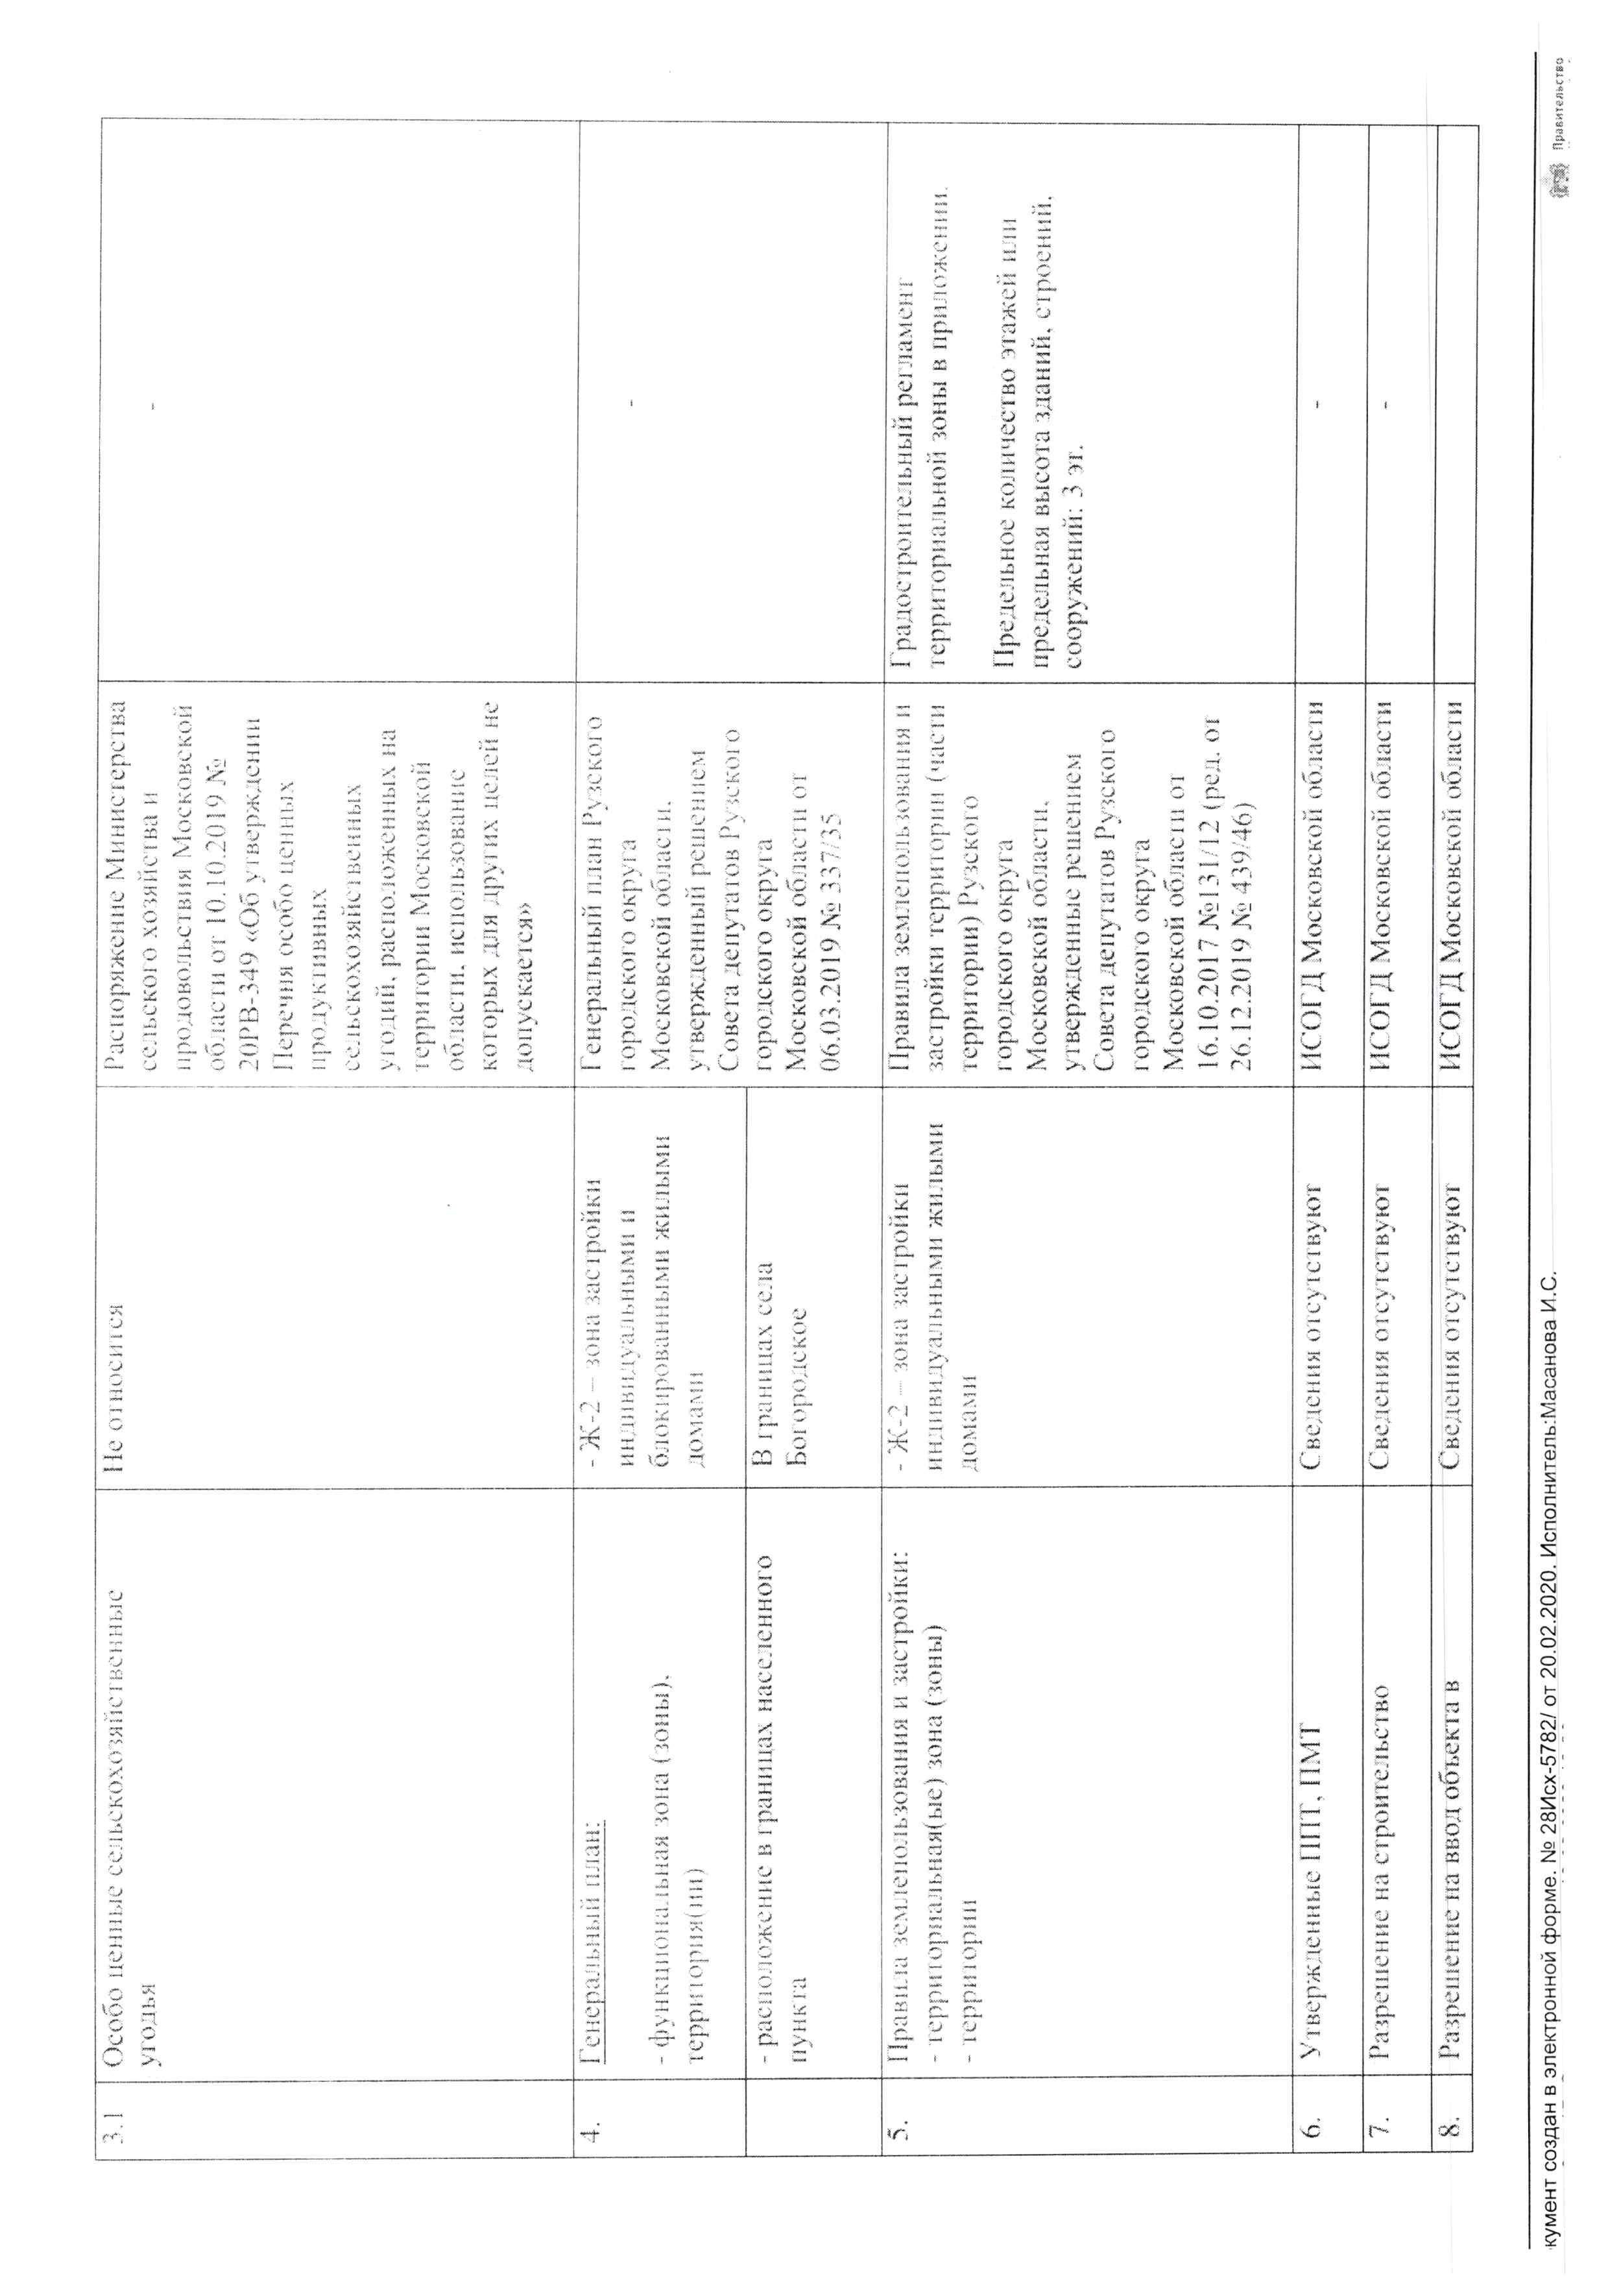 3.1
Особо ценные сельскохозяйственные
угодья
Не относится
Распоряжение Министерства
сельского хозяйства и
продовольствия Московской
области от 10.10.2019 №
20РВ-349 «Об утверждении
Перечня особо ценных
продуктивных
сельскохозяйственных
угодий, расположенных на
территории Московской
области, использование
которых для других целей не
допускается»
-
4.
Генеральный план:
- функциональная зона (зоны),
территория(ии)
- Ж-2 – зона застройки
индивидуальными и
блокированными жилыми
домами
Генеральный план Рузского
городского округа
Московской области,
утвержденный решением
Совета депутатов Рузского
городского округа
Московской области от
06.03.2019 № 337/35
-
- расположение в границах населенного
пункта
В границах села
Богородское
5.
Правила землепользования и застройки:
- территориальная(ые) зона (зоны)
- территории
- Ж-2 – зона застройки
индивидуальными жилыми
домами
Правила землепользования и
застройки территории (части
территории) Рузского
городского округа
Московской области,
утвержденные решением
Совета депутатов Рузского
городского округа
Московской области от
16.10.2017 №131/12 (ред. от
26.12.2019 № 439/46)
Градостроительный регламент
территориальной зоны в приложении.
Предельное количество этажей или
предельная высота зданий, строений,
сооружений: 3 эт.
6.
Утвержденные ППТ, ПМТ
Сведения отсутствуют
ИСОГД Московской области
-
7.
Разрешение на строительство
Сведения отсутствуют
ИСОГД Московской области
-
8.
Разрешение на ввод объекта в
Сведения отсутствуют
ИСОГД Московской области
кумент создан в электронной форме. № 28Исх-5782/ от 20.02.2020. Исполнитель:Масанова И.С.
Правительство